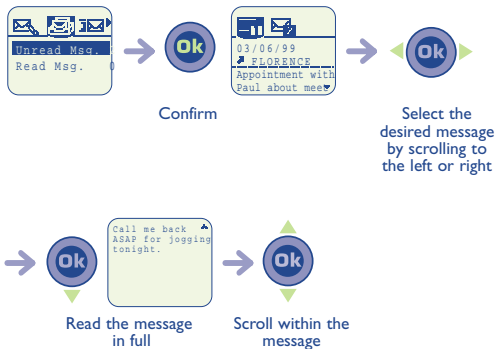 Unread Msg.
Read Msg. 0
Ok
Confirm
03/06/99
FLORENCE
Appointment with
Paul about meet
Ok
Select the
desired message
by scrolling to
the left or right
Ok
Read the message
in full
Call me back
ASAP for jogging
tonight.
Ok
Scroll within the
message